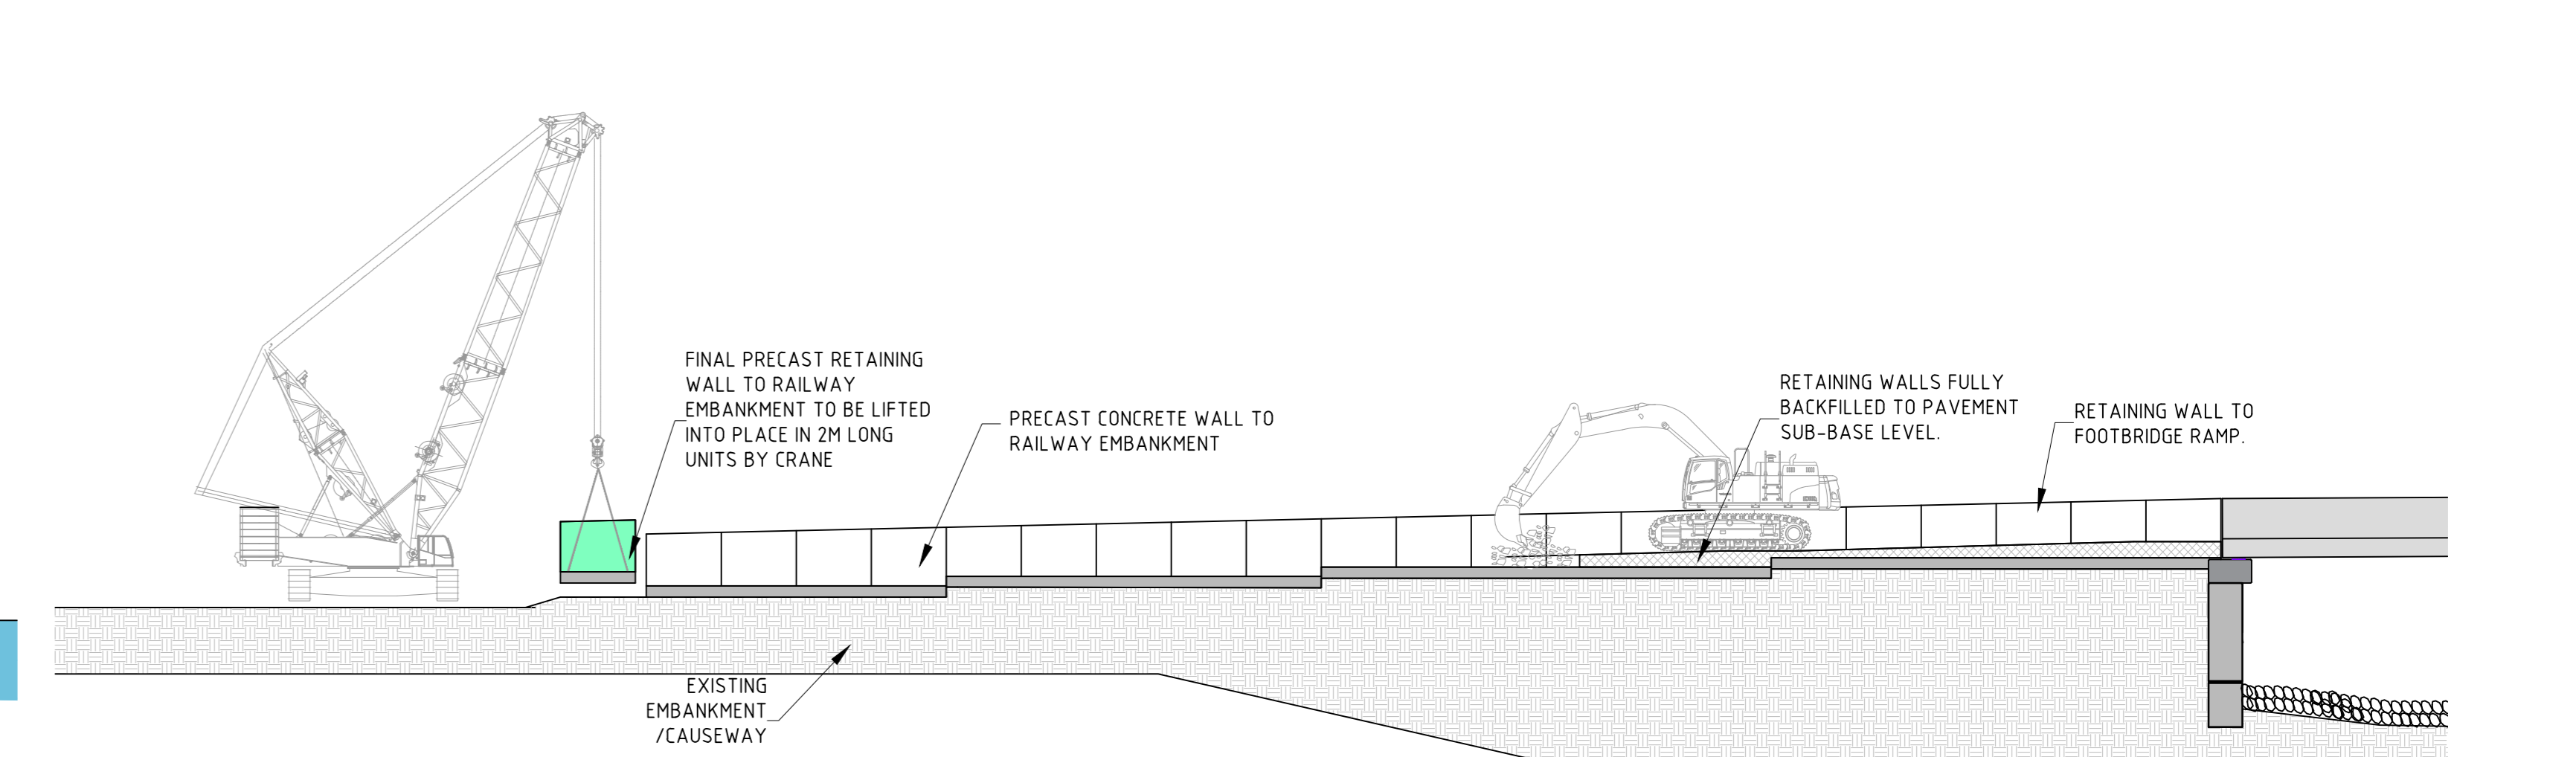 FINAL PRECAST RETAINING
WALL TO RAILWAY
EMBANKMENT TO BE LIFTED
INTO PLACE IN 2M LONG
UNITS BY CRANE
PRECAST CONCRETE WALL TO
RAILWAY EMBANKMENT
RETAINING WALLS FULLY
BACKFILLED TO PAVEMENT
SUB-BASE LEVEL.
RETAINING WALL TO
FOOTBRIDGE RAMP.
EXISTING
EMBANKMENT
/CAUSEWAY